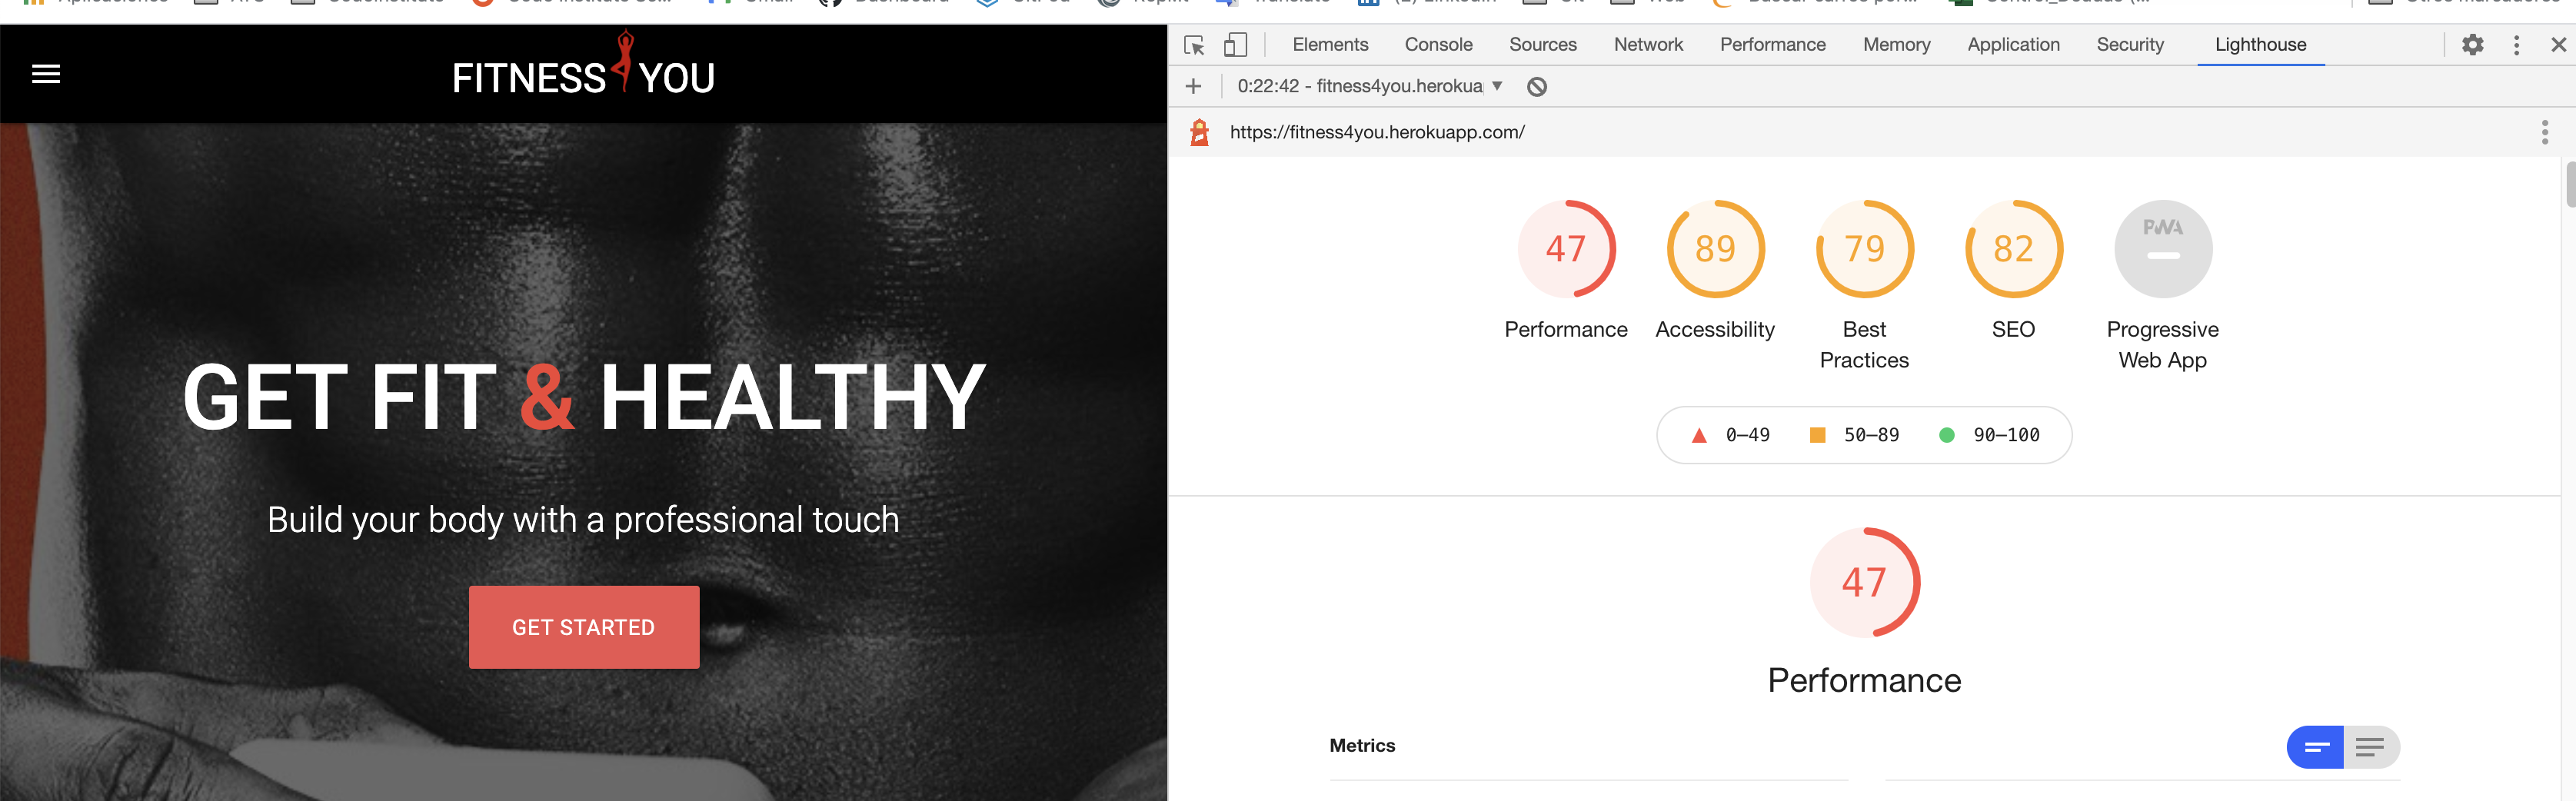 FITNESS YOU
GET FIT & HEALTHY
Build your body with a professional touch
GET STARTED
Elements Console Sources Network Performance Memory Application Security Lighthouse
0:22:42 - fitness4you.herokua
https://fitness4you.herokuapp.com/
47 89 79 82 PWA
Performance Accessibility Best Practices SEO Progressive Web App
0–49 50–89 90–100
47
Performance
Metrics